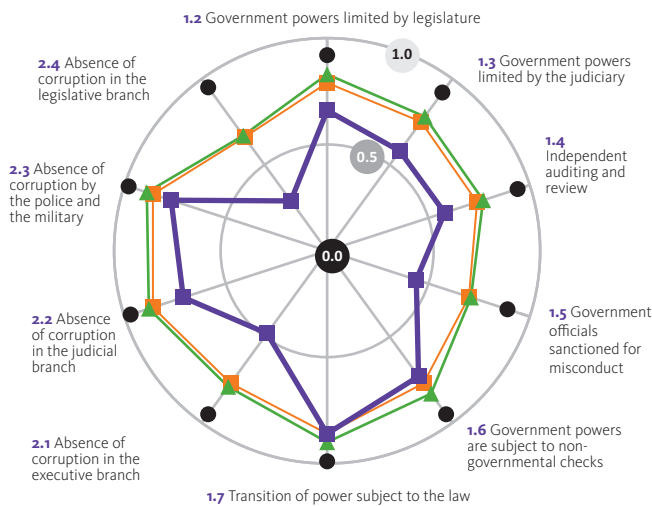 1.2 Government powers limited by legislature
1.0
2.4 Absence of
corruption in the
legislative branch
1.3 Government powers
limited by the judiciary
0.5
1.4
Independent
auditing and
review
2.3 Absence of
corruption by
the police and
the military
0.0
2.2 Absence
of corruption
in the judicial
branch
1.5 Government
officials
sanctioned for
misconduct
2.1 Absence of
corruption in the
executive branch
1.6 Government powers
are subject to non-
governmental checks
1.7 Transition of power subject to the law